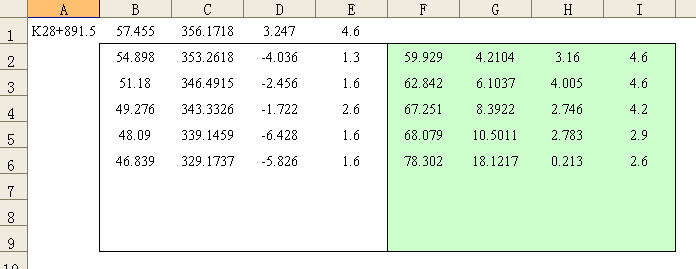 A B C D E F G H I
1 K28+891.5 57.455 356.1718 3.247 4.6
2 54.898 353.2618 -4.036 1.3 59.929 4.2104 3.16 4.6
3 51.18 346.4915 -2.456 1.6 62.842 6.1037 4.005 4.6
4 49.276 343.3326 -1.722 2.6 67.251 8.3922 2.746 4.2
5 48.09 339.1459 -6.428 1.6 68.079 10.5011 2.783 2.9
6 46.839 329.1737 -5.826 1.6 78.302 18.1217 0.213 2.6
7
8
9
10